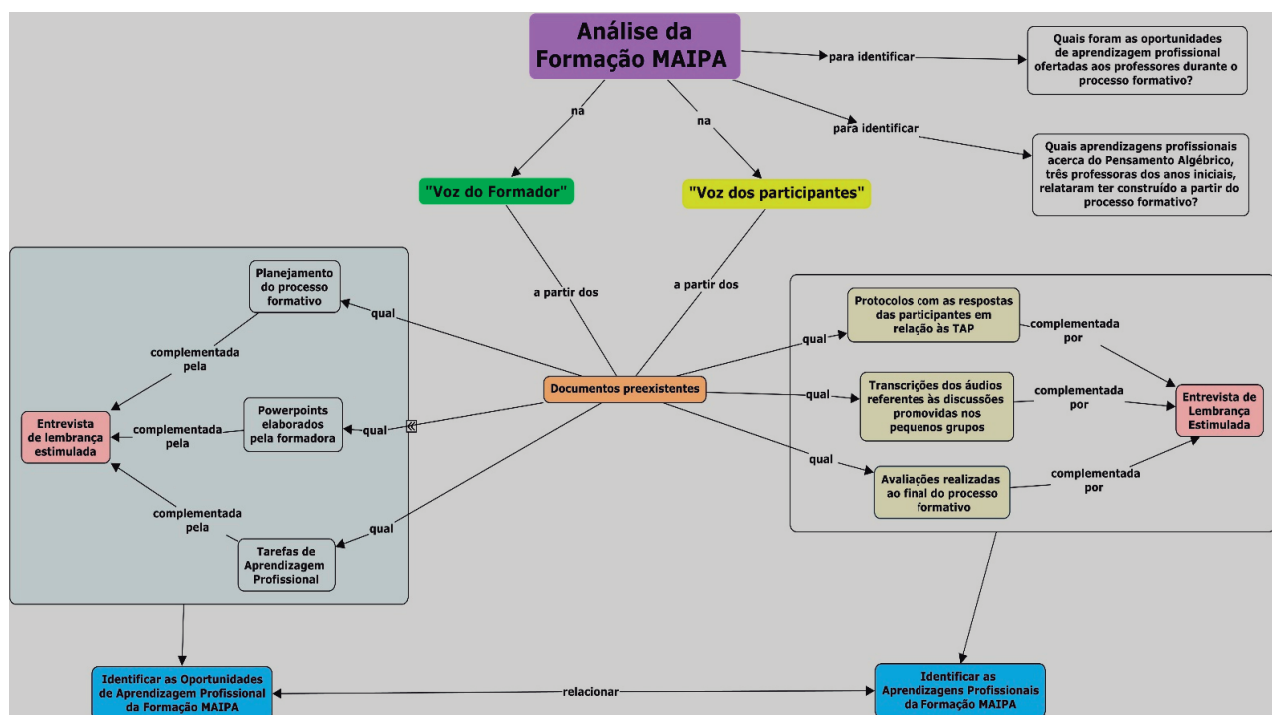 Análise da
Formação MAIPA
para identificar
Quais foram as oportunidades
de aprendizagem profissional
ofertadas aos professores durante o
processo formativo?
na
na
para identificar
Quais aprendizagens profissionais
acerca do Pensamento Algébrico,
três professoras dos anos iniciais,
relataram ter construído a partir do
processo formativo?
"Voz do Formador"
"Voz dos participantes"
a partir dos
a partir dos
Planejamento
do processo
formativo
qual
complementada
pela
Entrevista
de lembrança
estimulada
complementada
pela
Powerpoints
elaborados
pela formadora
qual
complementada
pela
Tarefas de
Aprendizagem
Profissional
qual
Documentos preexistentes
qual
Protocolos com as respostas
das participantes em
relação às TAP
complementada
por
qual
Transcrições dos áudios
referentes às discussões
promovidas nos
pequenos grupos
complementada
por
Entrevista de
Lembrança
Estimulada
qual
Avaliações realizadas
ao final do processo
formativo
complementada
por
Identificar as Oportunidades
de Aprendizagem Profissional
da Formação MAIPA
relacionar
Identificar as
Aprendizagens Profissionais
da Formação MAIPA